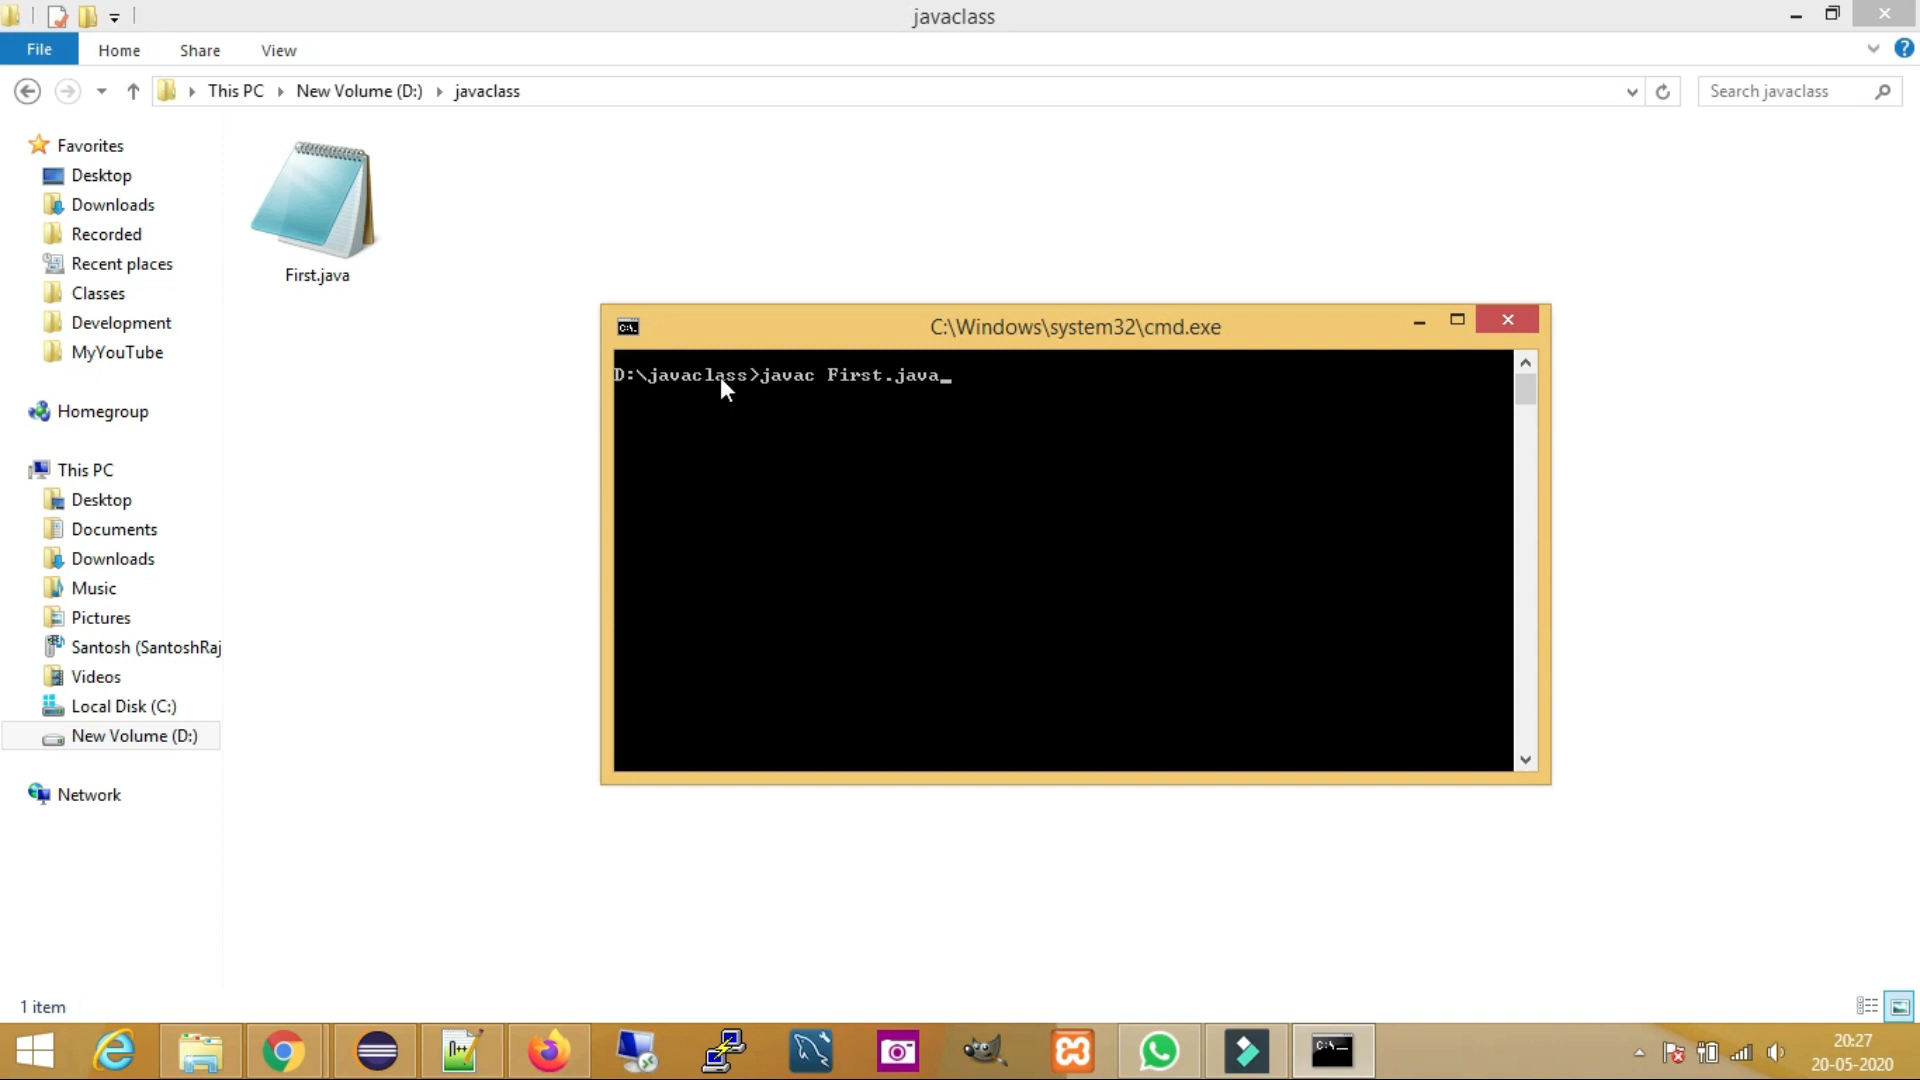 javaclass
File
Home
Share
View
This PC
New Volume (D:)
javaclass
Search javaclass
Favorites
Desktop
Downloads
Recorded
Recent places
Classes
Development
MyYouTube
Homegroup
This PC
Desktop
Documents
Downloads
Music
Pictures
Santosh (SantoshRaj
Videos
Local Disk (C:)
New Volume (D:)
Network
First.java
C:\Windows\system32\cmd.exe
D:\javaclass>javac First.java_
1 item
20:27
20-05-2020